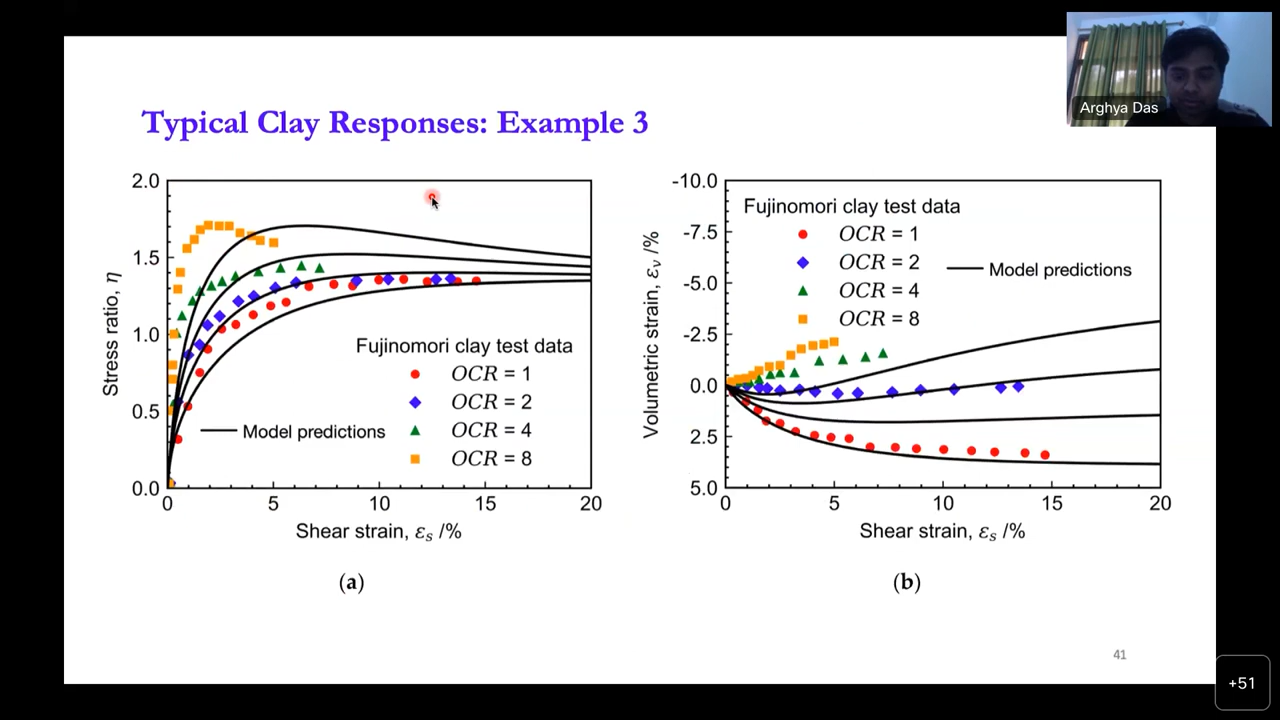 Arghya Das
Typical Clay Responses: Example 3
2.0
1.5
1.0
0.5
0.0
Stress ratio, η
Fujinomori clay test data
OCR = 1
OCR = 2
Model predictions
OCR = 4
OCR = 8
0 5 10 15 20
Shear strain, εs /%
(a)
-10.0
-7.5
-5.0
-2.5
0.0
2.5
5.0
Volumetric strain, εv /%
Fujinomori clay test data
OCR = 1
OCR = 2
Model predictions
OCR = 4
OCR = 8
0 5 10 15 20
Shear strain, εs /%
(b)
41
+51